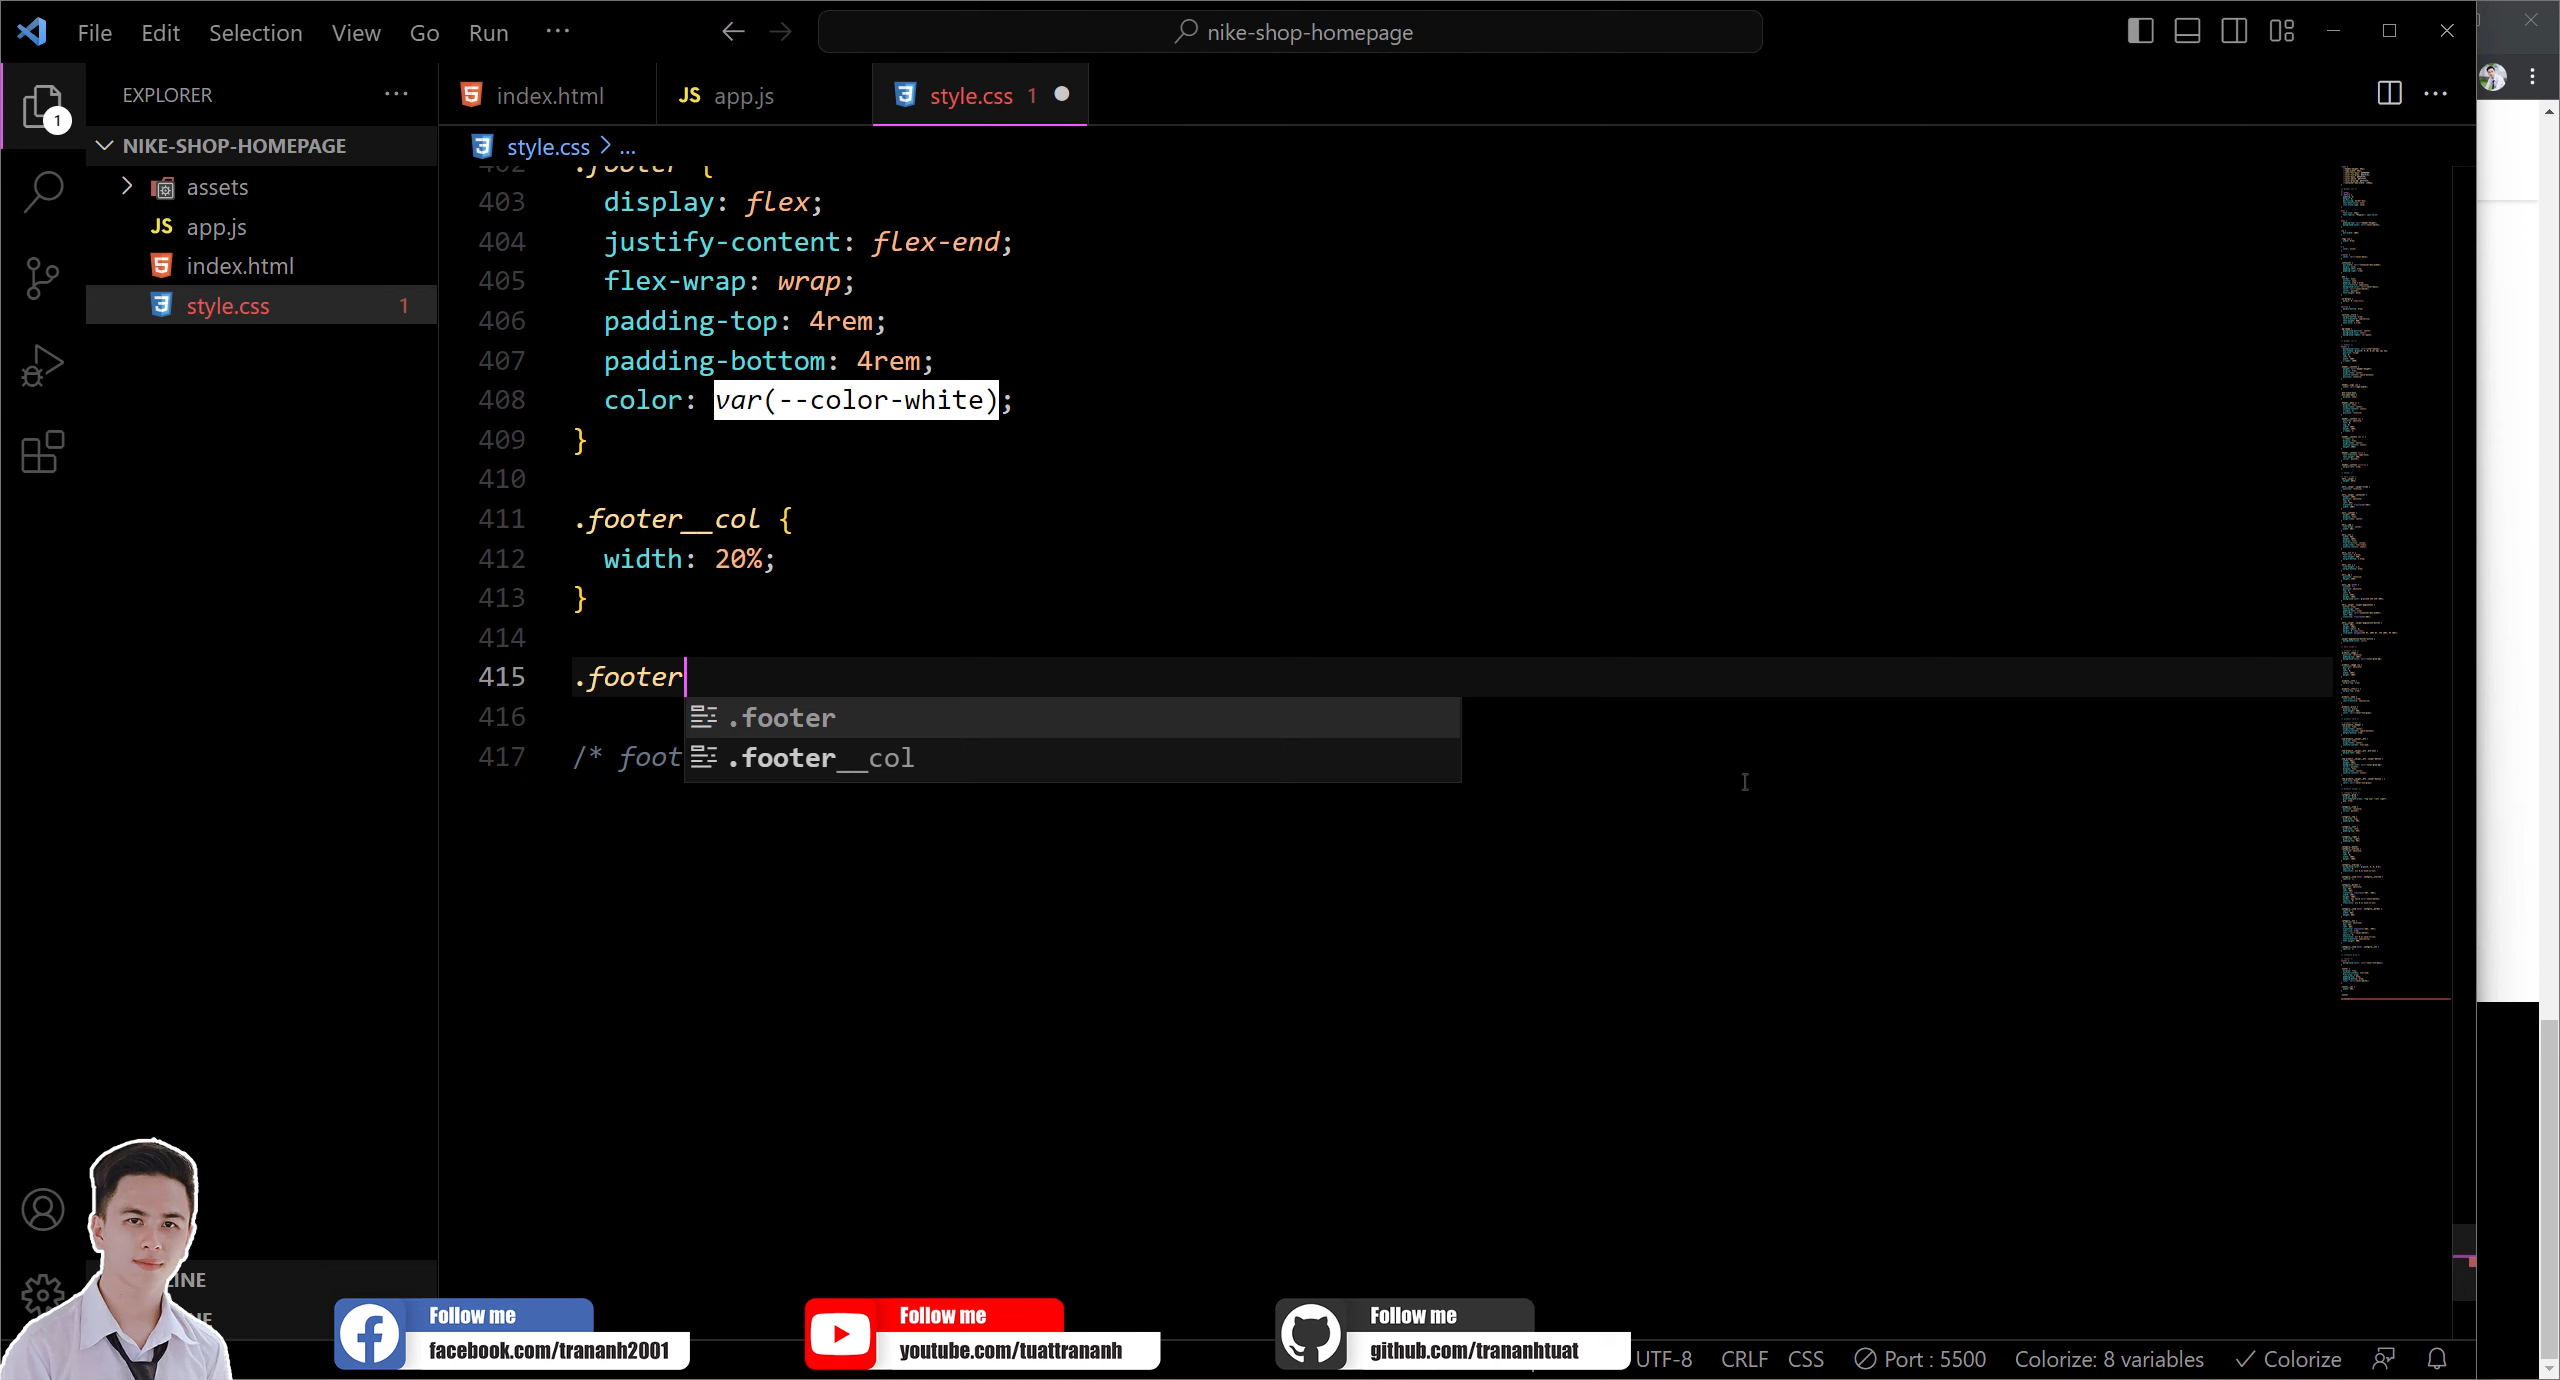 File Edit Selection View Go Run ···
nike-shop-homepage
1
EXPLORER
NIKE-SHOP-HOMEPAGE
assets
JS app.js
index.html
style.css 1
index.html
JS app.js
style.css 1
style.css > ...
402 .footer {
403 display: flex;
404 justify-content: flex-end;
405 flex-wrap: wrap;
406 padding-top: 4rem;
407 padding-bottom: 4rem;
408 color: var(--color-white);
409 }
410
411 .footer__col {
412 width: 20%;
413 }
414
415 .footer
416
417 /* foot
.footer
.footer__col
LINE
NE
Follow me
facebook.com/trananh2001
Follow me
youtube.com/tuattrananh
Follow me
github.com/trananhtuat
UTF-8 CRLF CSS Port : 5500 Colorize: 8 variables Colorize